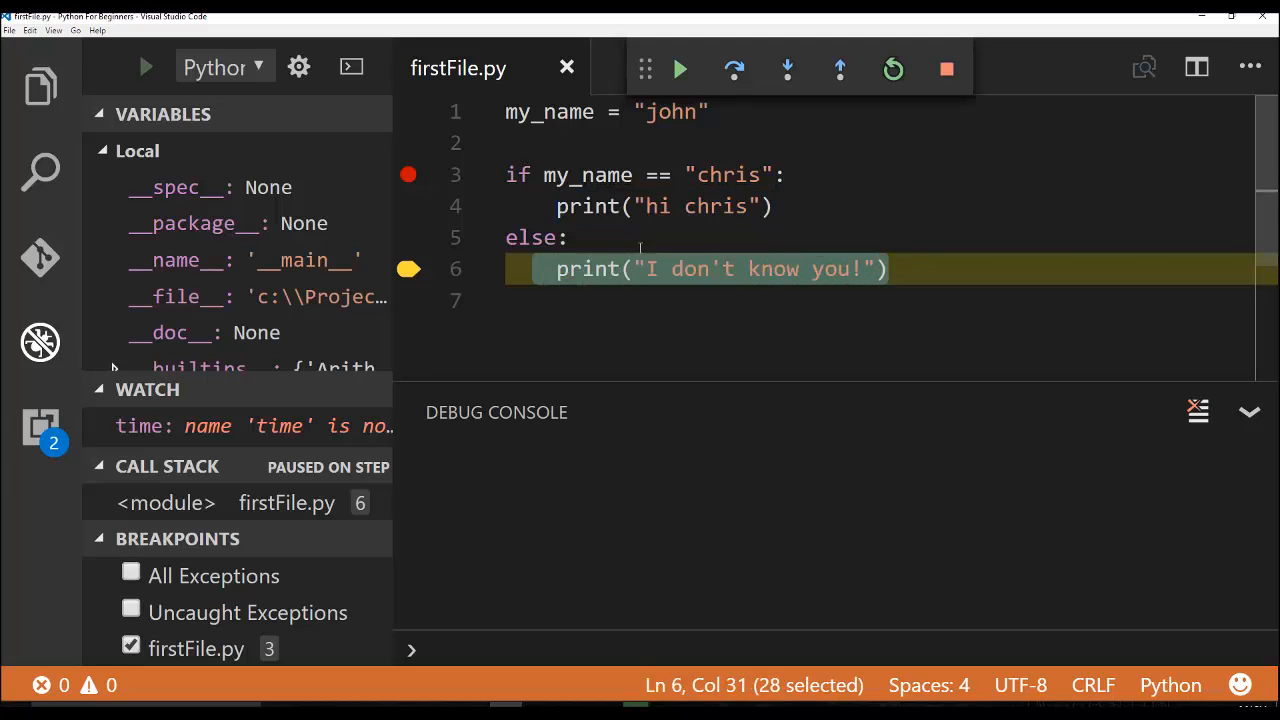 firstFile.py - Python For Beginners - Visual Studio Code
File Edit View Go Help
Python
firstFile.py
VARIABLES
Local
__spec__: None
__package__: None
__name__: '__main__'
__file__: 'c:\\Projec…
__doc__: None
__builtins__: {'Arith
WATCH
time: name 'time' is no…
CALL STACK PAUSED ON STEP
<module> firstFile.py 6
BREAKPOINTS
All Exceptions
Uncaught Exceptions
firstFile.py 3
2
1 my_name = "john"
2
3 if my_name == "chris":
4 print("hi chris")
5 else:
6 print("I don't know you!")
7
DEBUG CONSOLE
0 0 Ln 6, Col 31 (28 selected) Spaces: 4 UTF-8 CRLF Python